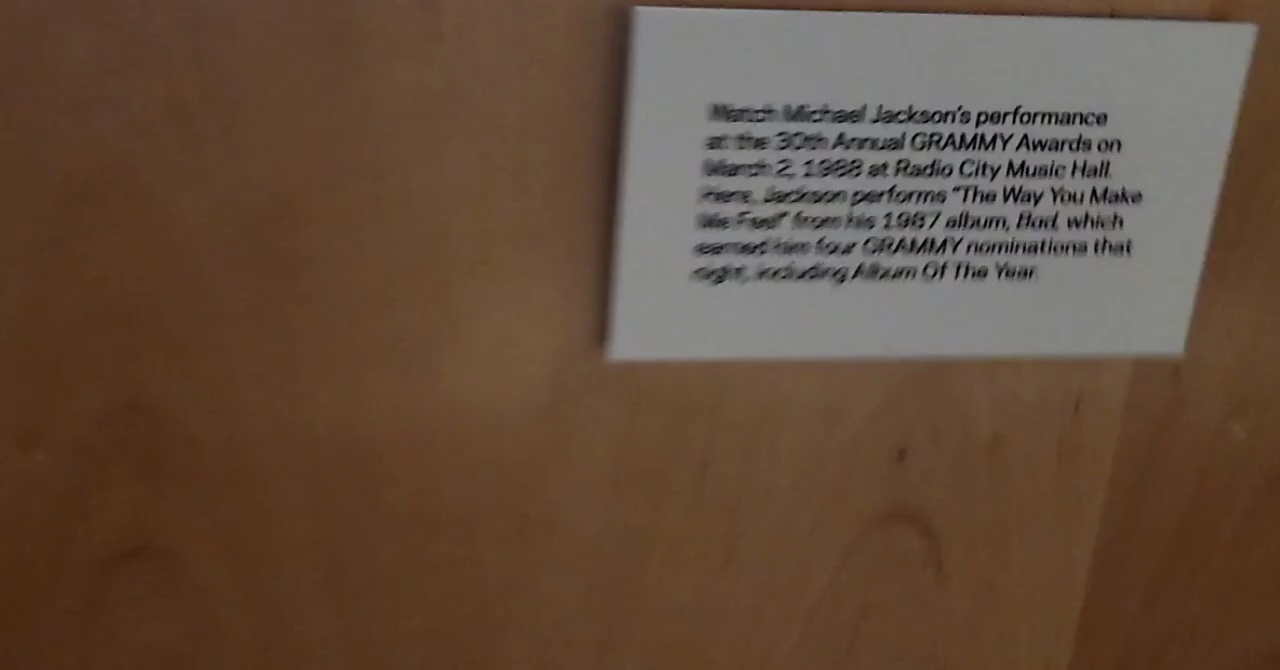 Watch Michael Jackson's performance
at the 30th Annual GRAMMY Awards on
March 2, 1988 at Radio City Music Hall.
Here, Jackson performs "The Way You Make
Me Feel" from his 1987 album, Bad, which
earned him four GRAMMY nominations that
night, including Album Of The Year.